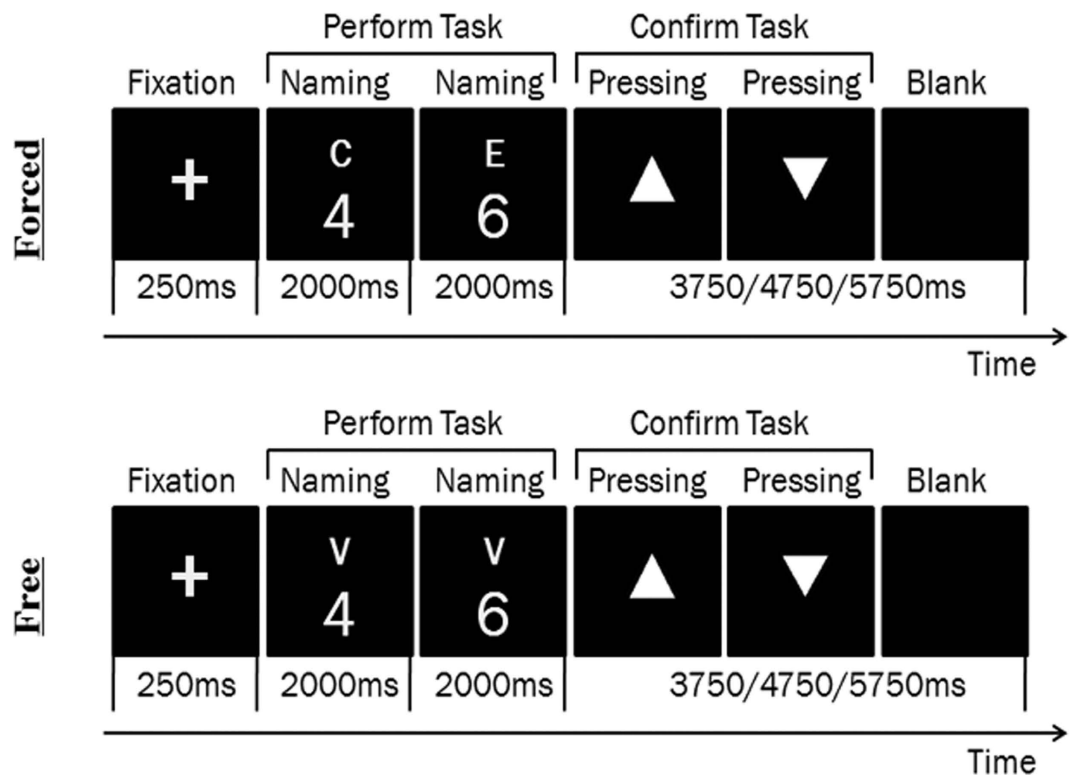 Perform Task Confirm Task
Fixation Naming Naming Pressing Pressing Blank
Forced
+ C E
4 6
250ms 2000ms 2000ms 3750/4750/5750ms
Time
Perform Task Confirm Task
Fixation Naming Naming Pressing Pressing Blank
Free
+ V V
4 6
250ms 2000ms 2000ms 3750/4750/5750ms
Time